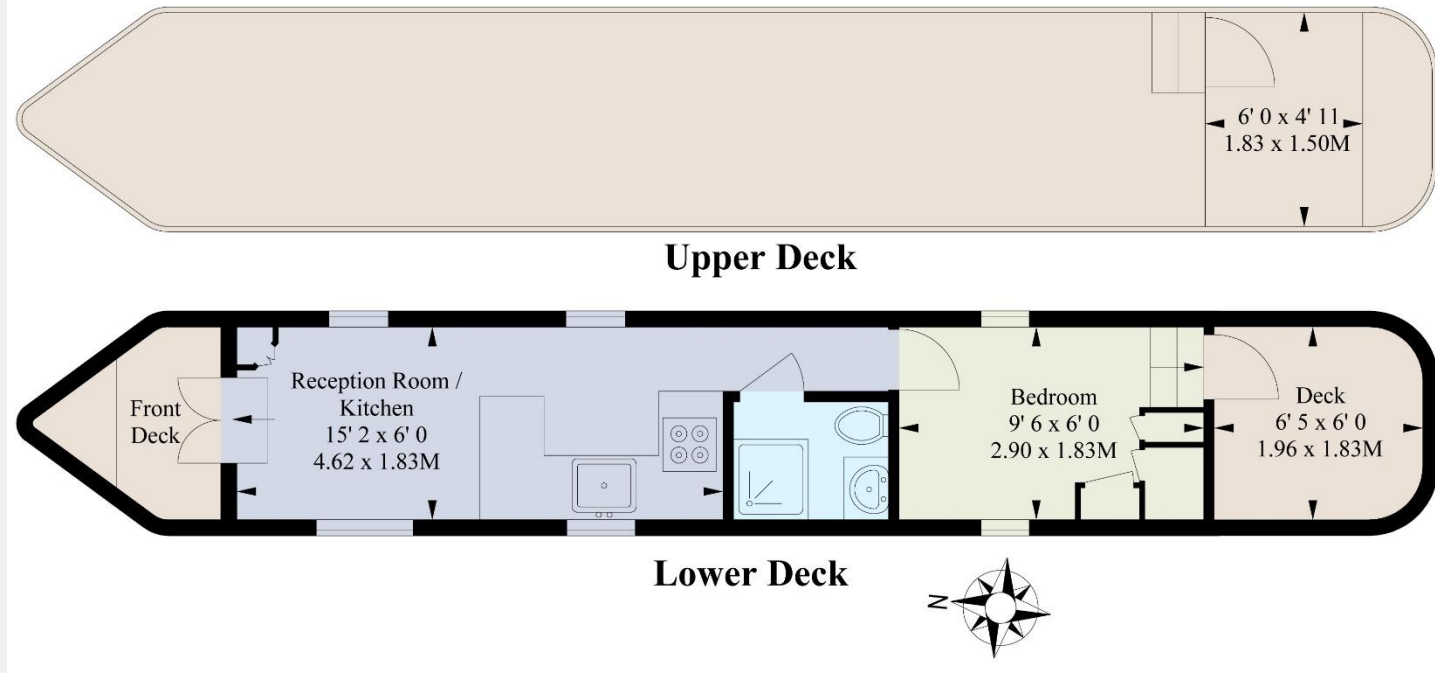 6' 0 x 4' 11
1.83 x 1.50M
Upper Deck
Front
Deck
Reception Room /
Kitchen
15' 2 x 6' 0
4.62 x 1.83M
Bedroom
9' 6 x 6' 0
2.90 x 1.83M
Deck
6' 5 x 6' 0
1.96 x 1.83M
Lower Deck
N